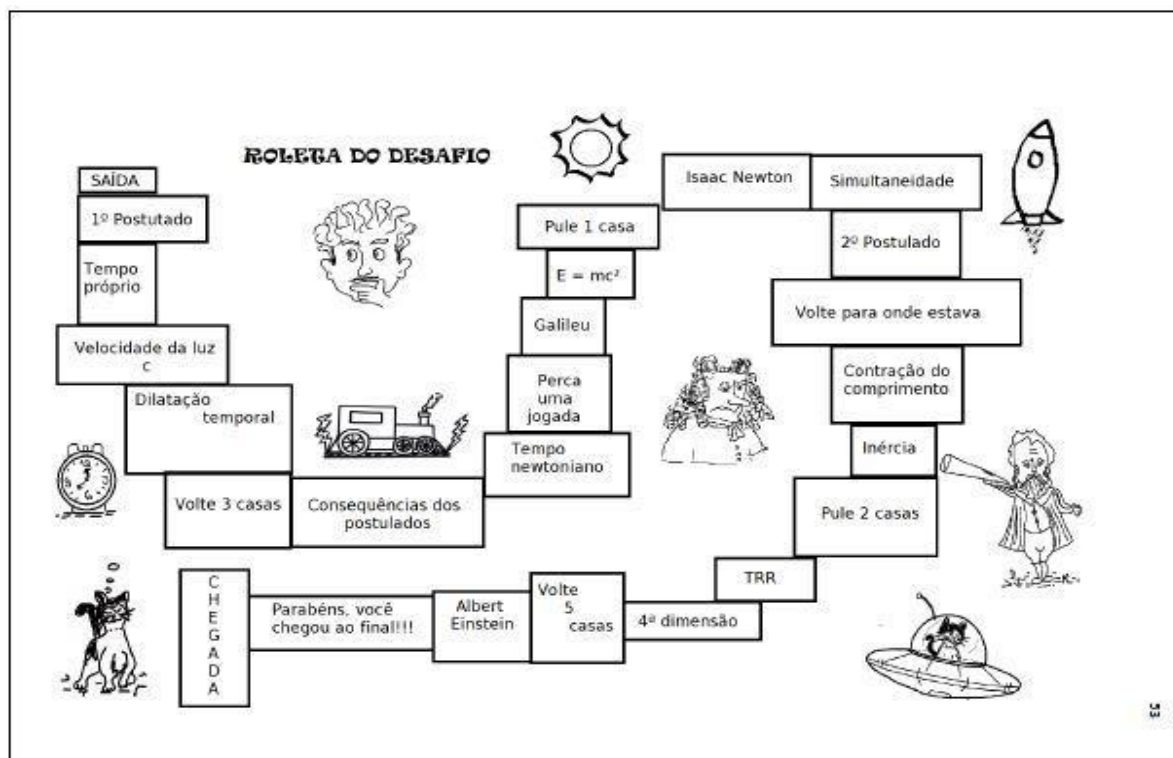 ROLETA DO DESAFIO
SAÍDA
1º Postutado
Tempo
próprio
Velocidade da luz
c
Dilatação
temporal
Volte 3 casas
Consequências dos
postulados
Tempo
newtoniano
Perca
uma
jogada
Galileu
E = mc²
Pule 1 casa
Isaac Newton
Simultaneidade
2º Postulado
Volte para onde estava
Contração do
comprimento
Inércia
Pule 2 casas
TRR
4ª dimensão
Volte
5
casas
Albert
Einstein
Parabéns, você
chegou ao final!!!
C
H
E
G
A
D
A
53